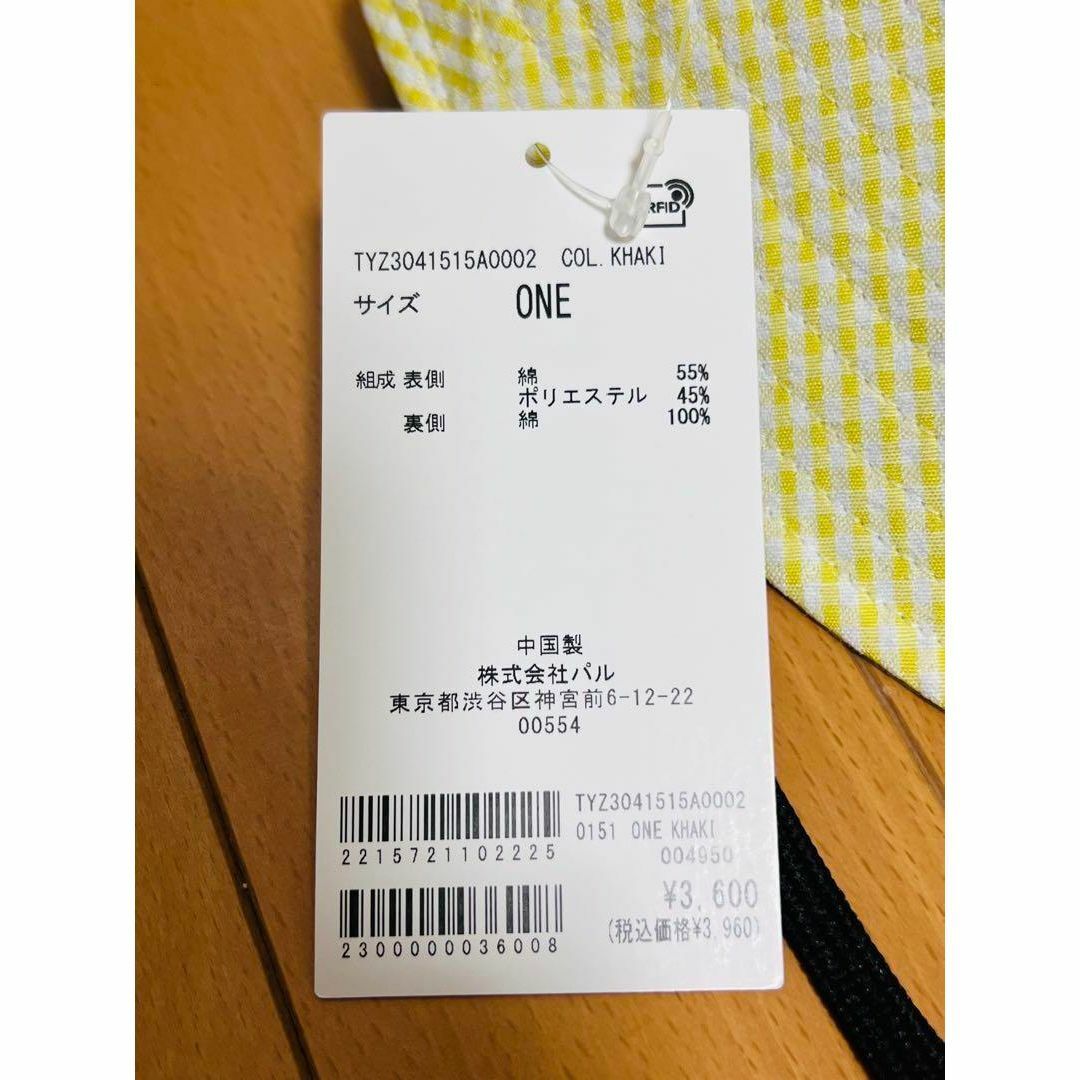 RFID
TYZ3041515A0002 COL.KHAKI
サイズ ONE
組成 表側 綿 55%
ポリエステル 45%
裏側 綿 100%
中国製
株式会社パル
東京都渋谷区神宮前6-12-22
00554
TYZ3041515A0002
0151 ONE KHAKI
2215721102225
004950
¥3,600
(税込価格¥3,960)
2300000036008